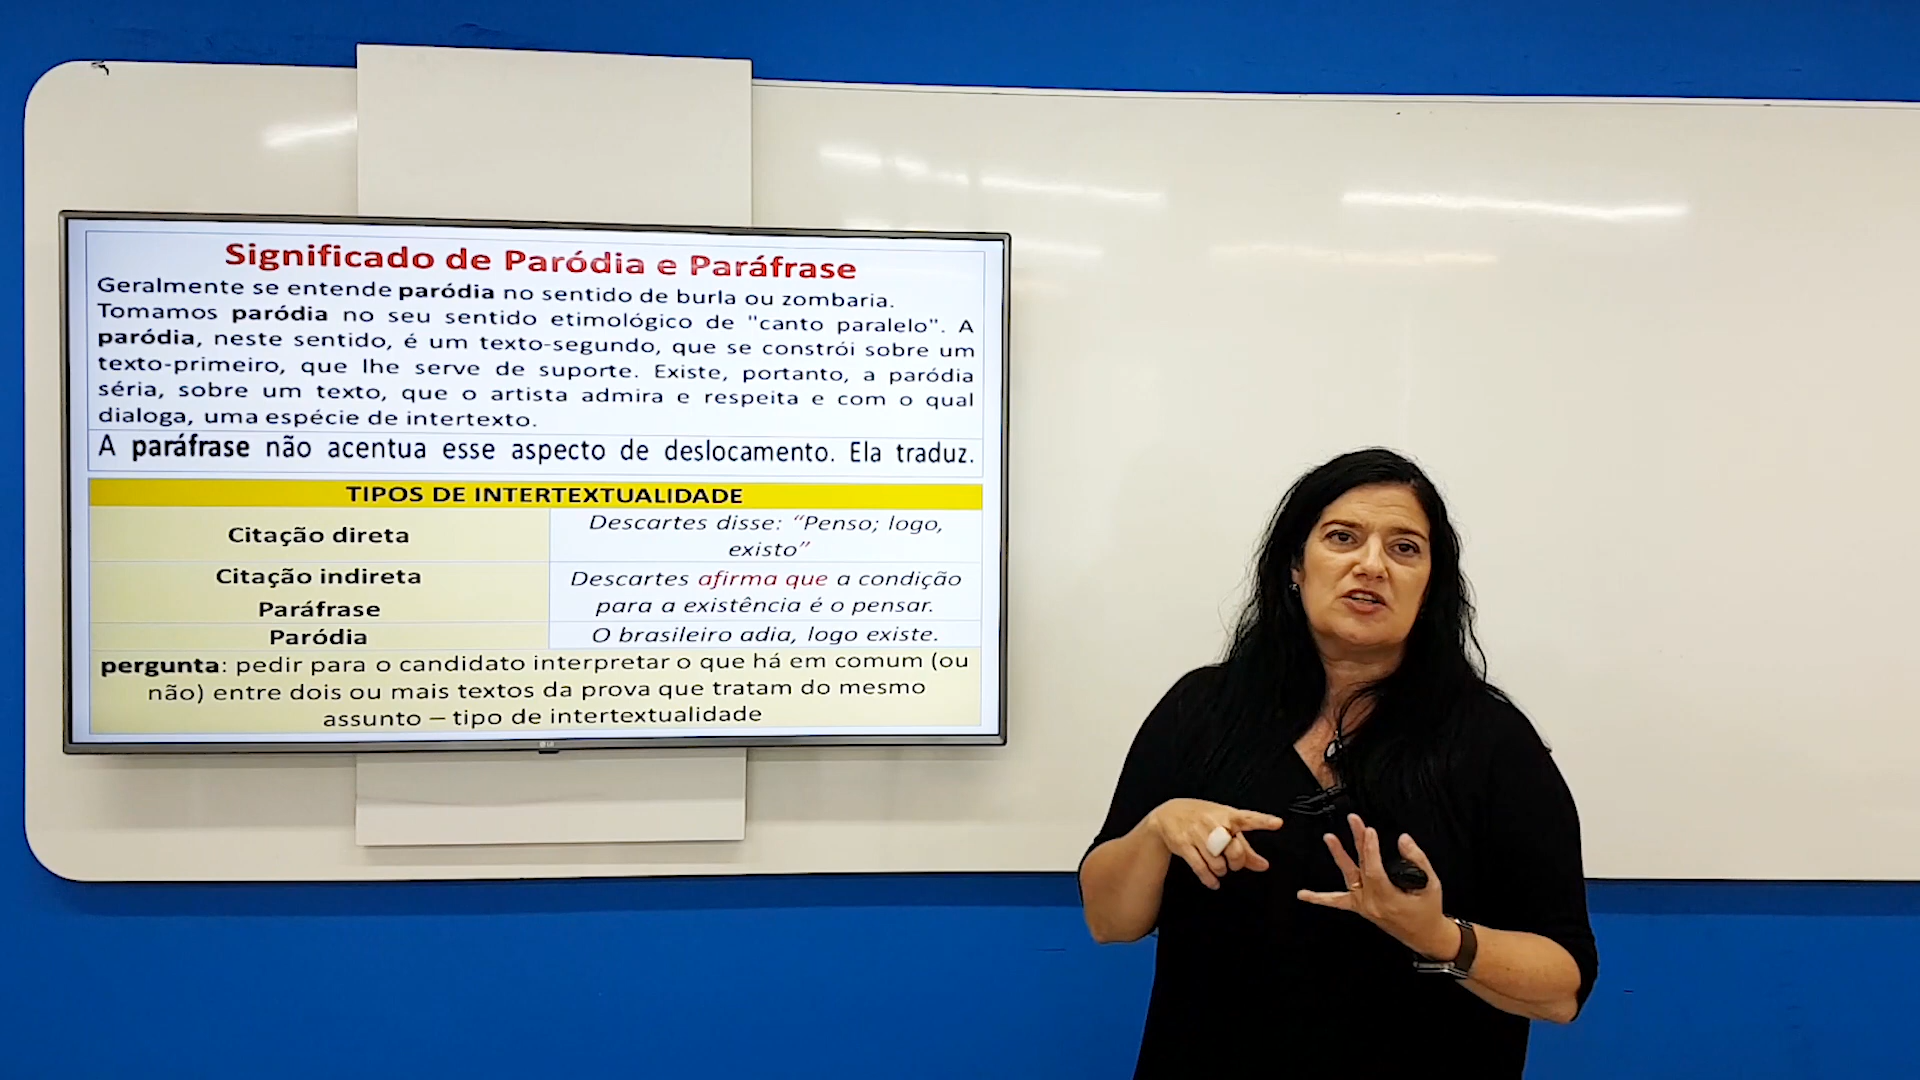 Significado de Paródia e Paráfrase
Geralmente se entende paródia no sentido de burla ou zombaria.
Tomamos paródia no seu sentido etimológico de "canto paralelo". A
paródia, neste sentido, é um texto-segundo, que se constrói sobre um
texto-primeiro, que lhe serve de suporte. Existe, portanto, a paródia
séria, sobre um texto, que o artista admira e respeita e com o qual
dialoga, uma espécie de intertexto.
A paráfrase não acentua esse aspecto de deslocamento. Ela traduz.
TIPOS DE INTERTEXTUALIDADE
Citação direta
Descartes disse: “Penso; logo,
existo”
Citação indireta
Paráfrase
Descartes afirma que a condição
para a existência é o pensar.
Paródia
O brasileiro adia, logo existe.
pergunta: pedir para o candidato interpretar o que há em comum (ou
não) entre dois ou mais textos da prova que tratam do mesmo
assunto – tipo de intertextualidade
LG